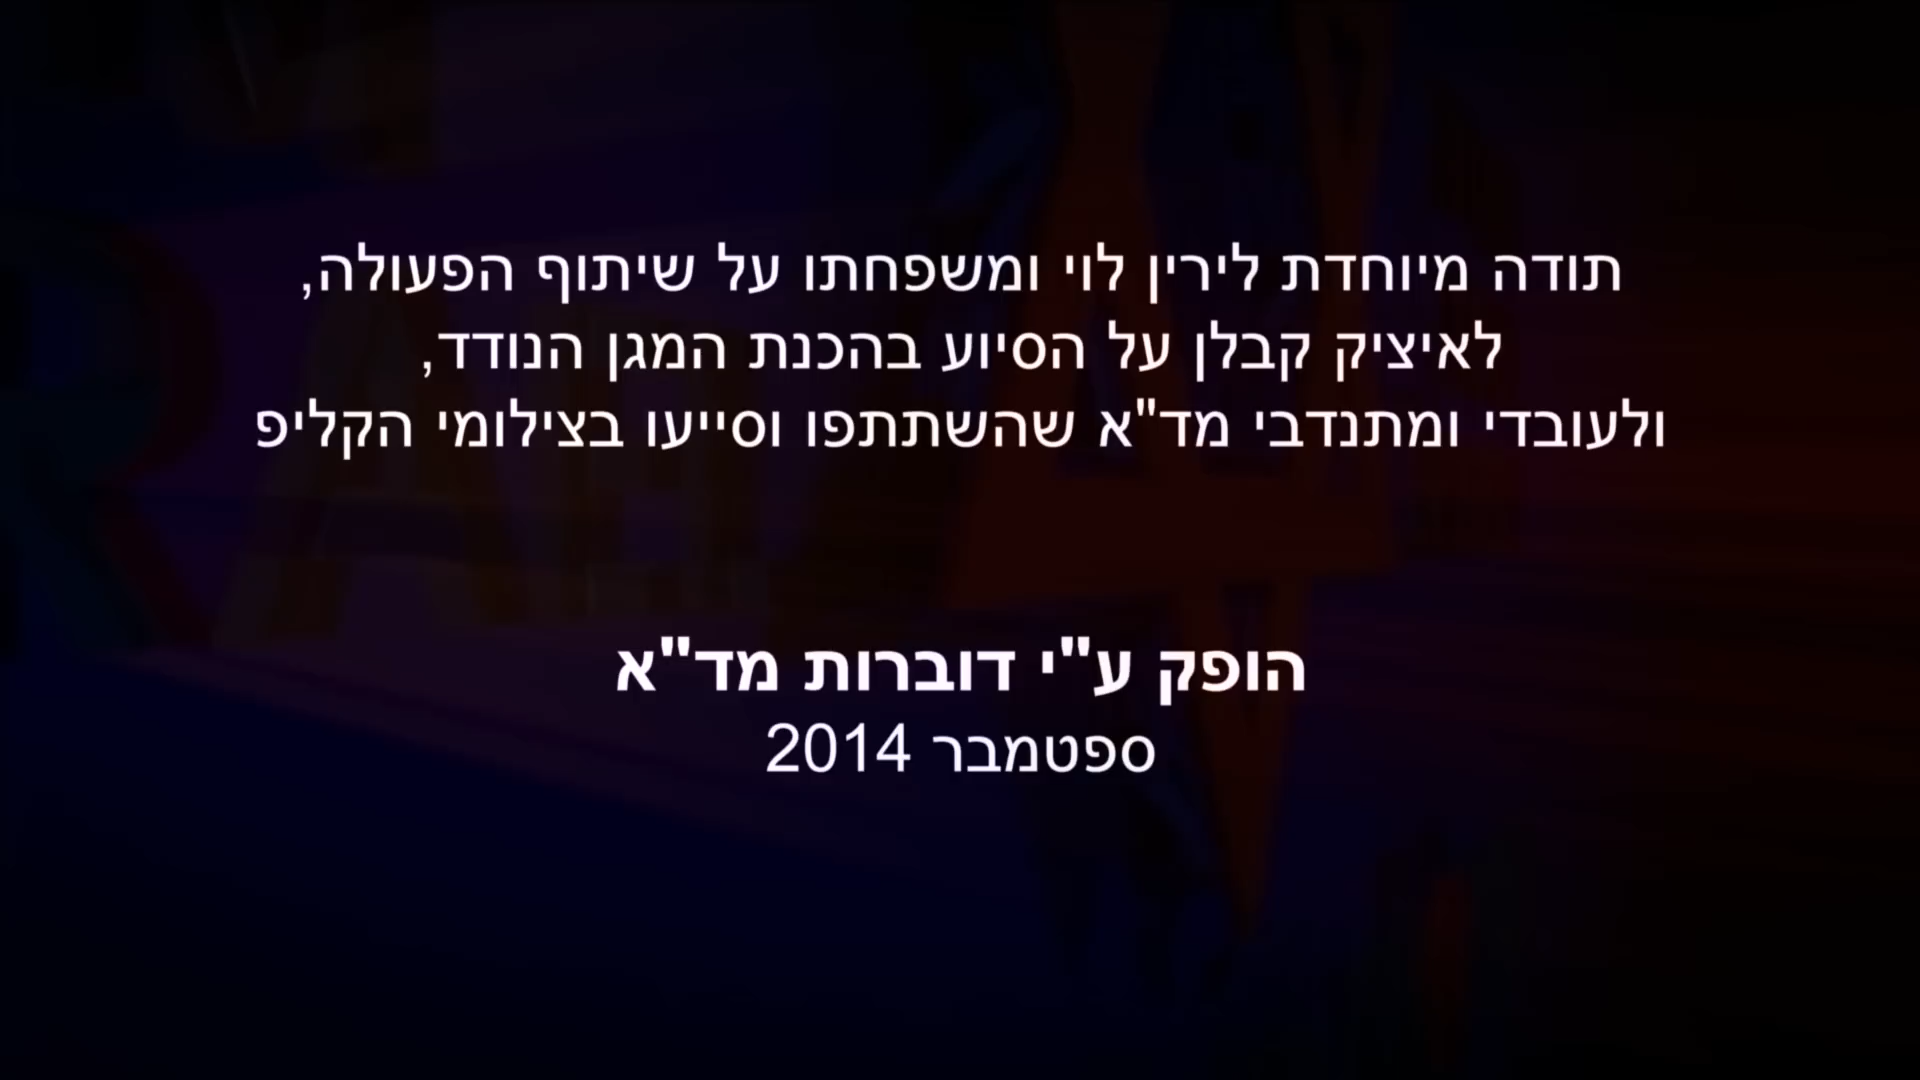 תודה מיוחדת לירין לוי ומשפחתו על שיתוף הפעולה,
לאיציק קבלן על הסיוע בהכנת המגן הנודד,
ולעובדי ומתנדבי מד"א שהשתתפו וסייעו בצילומי הקליפ
הופק ע"י דוברות מד"א
ספטמבר 2014